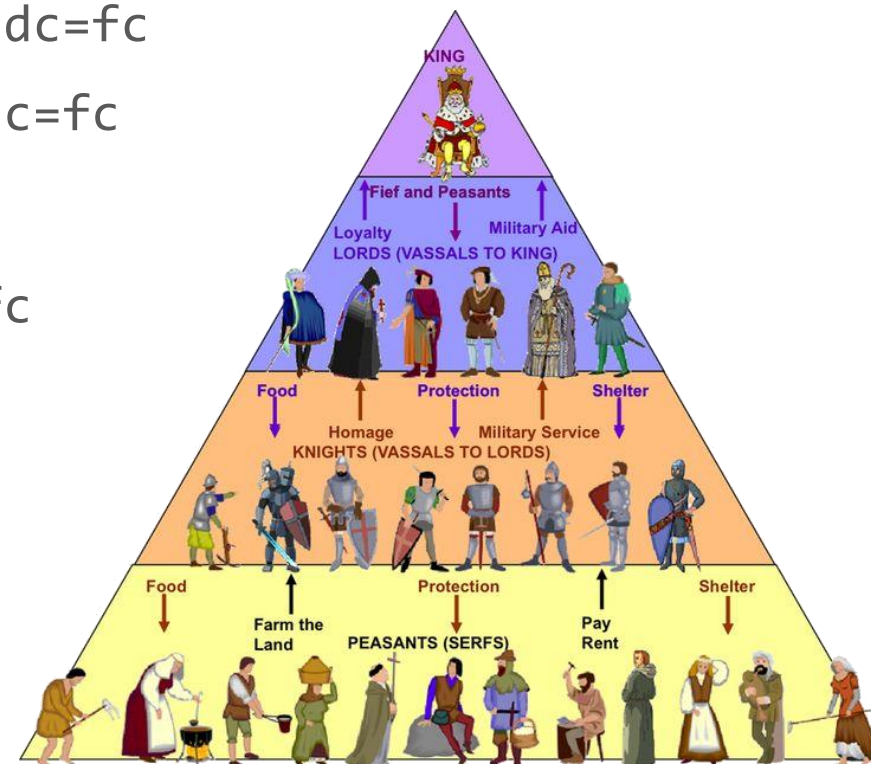 dc=fc
KING
c=fc
Fief and Peasants
Loyalty
Military Aid
LORDS (VASSALS TO KING)
fc
Food
Protection
Shelter
Homage
Military Service
KNIGHTS (VASSALS TO LORDS)
Food
Protection
Shelter
Farm the
Land
Pay
Rent
PEASANTS (SERFS)